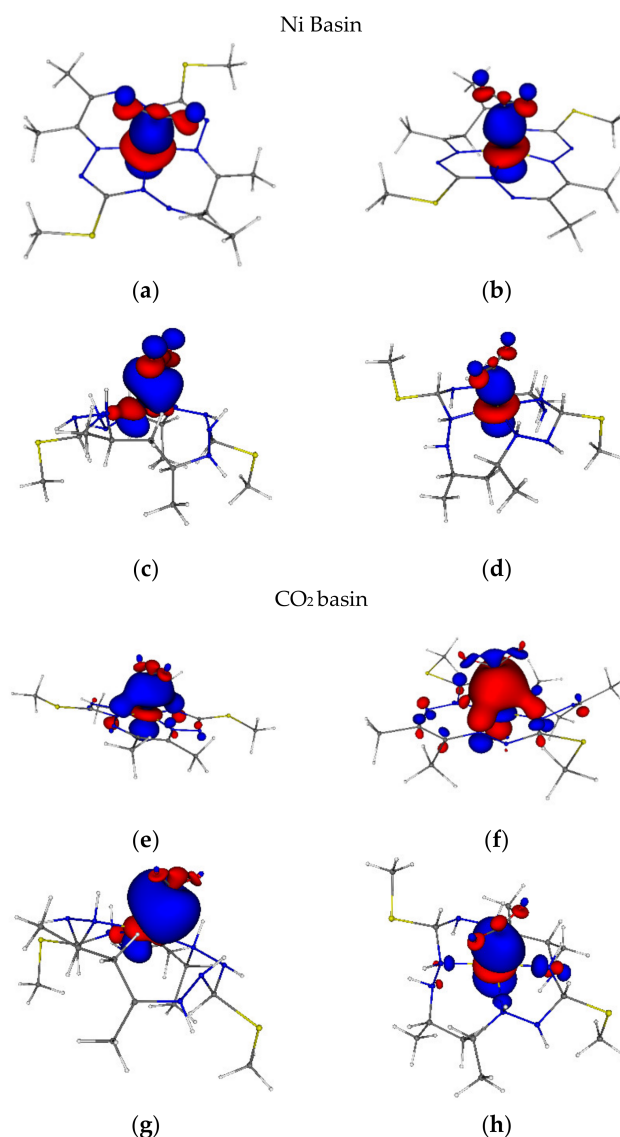 Ni Basin
(a) (b)
(c) (d)
CO₂ basin
(e) (f)
(g) (h)